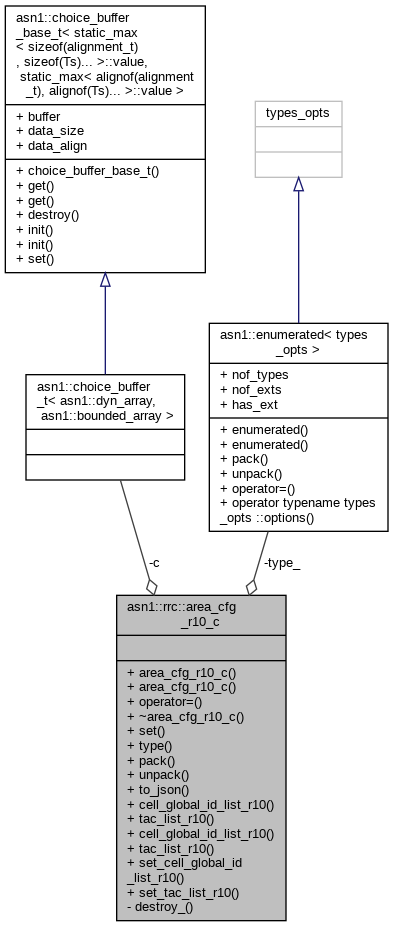 asn1::choice_buffer
_base_t< static_max
< sizeof(alignment_t)
, sizeof(Ts)... >::value,
static_max< alignof(alignment
_t), alignof(Ts)... >::value >
+ buffer
+ data_size
+ data_align
+ choice_buffer_base_t()
+ get()
+ get()
+ destroy()
+ init()
+ init()
+ set()
types_opts
asn1::choice_buffer
_t< asn1::dyn_array,
asn1::bounded_array >
asn1::enumerated< types
_opts >
+ nof_types
+ nof_exts
+ has_ext
+ enumerated()
+ enumerated()
+ pack()
+ unpack()
+ operator=()
+ operator typename types
_opts ::options()
-c
-type_
asn1::rrc::area_cfg
_r10_c
+ area_cfg_r10_c()
+ area_cfg_r10_c()
+ operator=()
+ ~area_cfg_r10_c()
+ set()
+ type()
+ pack()
+ unpack()
+ to_json()
+ cell_global_id_list_r10()
+ tac_list_r10()
+ cell_global_id_list_r10()
+ tac_list_r10()
+ set_cell_global_id
_list_r10()
+ set_tac_list_r10()
- destroy_()